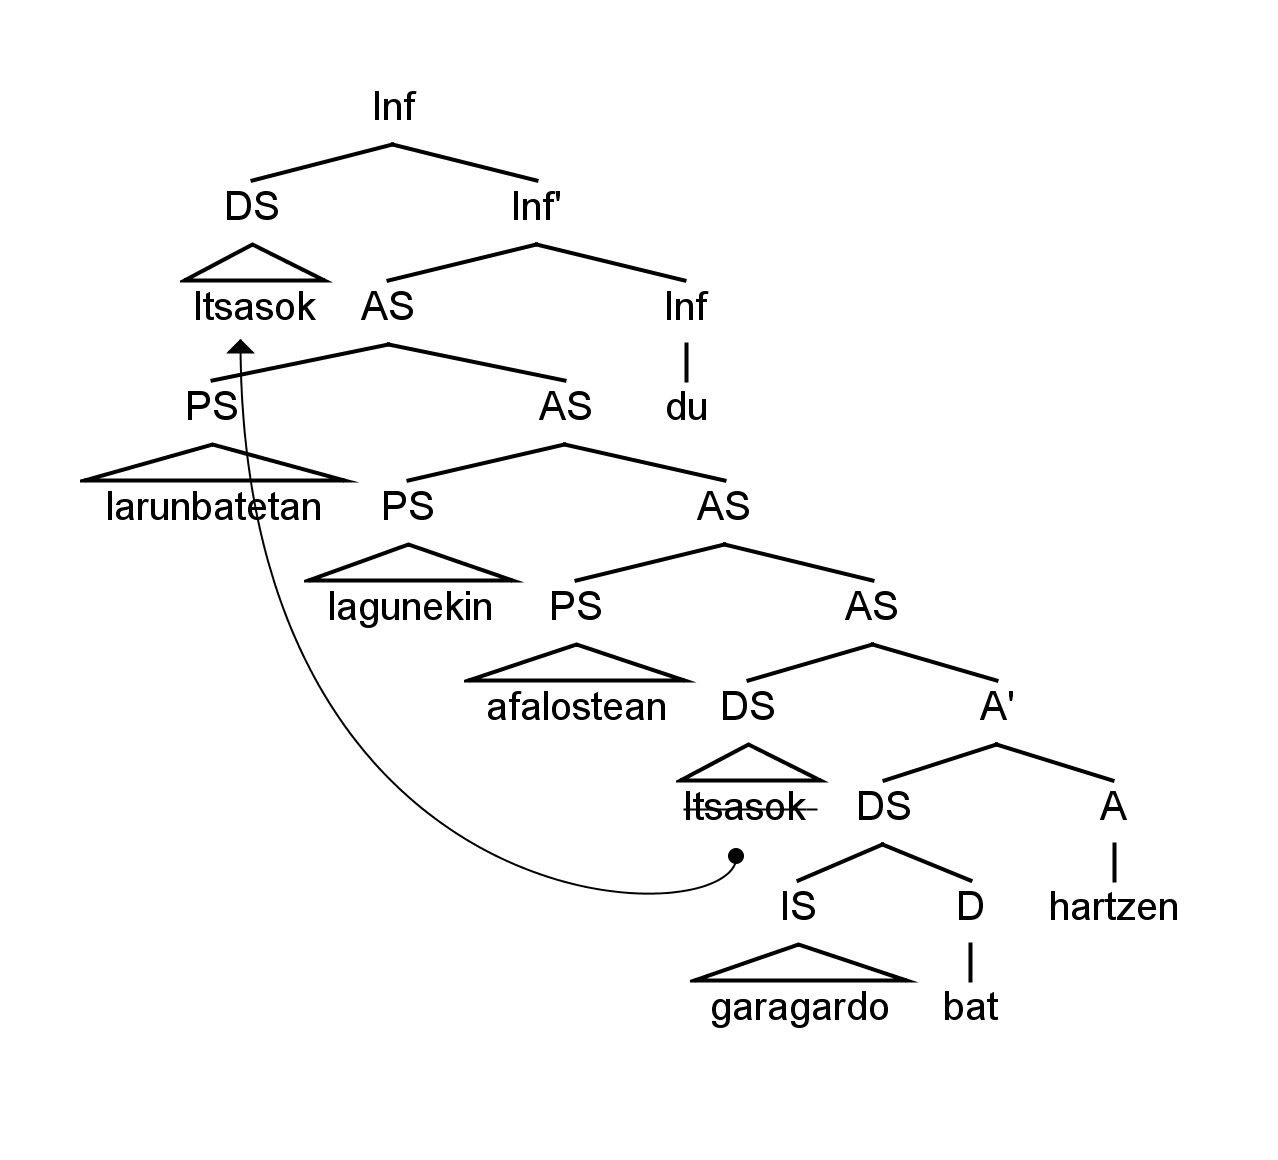 Inf
DS Inf'
Itsasok AS Inf
PS AS du
larunbatetan PS AS
lagunekin PS AS
afalostean DS A'
Itsasok DS A
IS D hartzen
garagardo bat